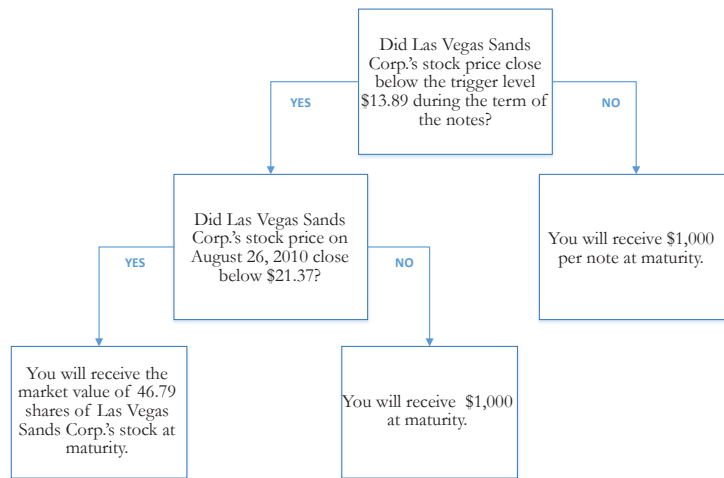 Did Las Vegas Sands
Corp.'s stock price close
below the trigger level
$13.89 during the term of
the notes?
YES
NO
Did Las Vegas Sands
Corp.'s stock price on
August 26, 2010 close
below $21.37?
You will receive $1,000
per note at maturity.
YES
NO
You will receive the
market value of 46.79
shares of Las Vegas
Sands Corp.'s stock at
maturity.
You will receive $1,000
at maturity.